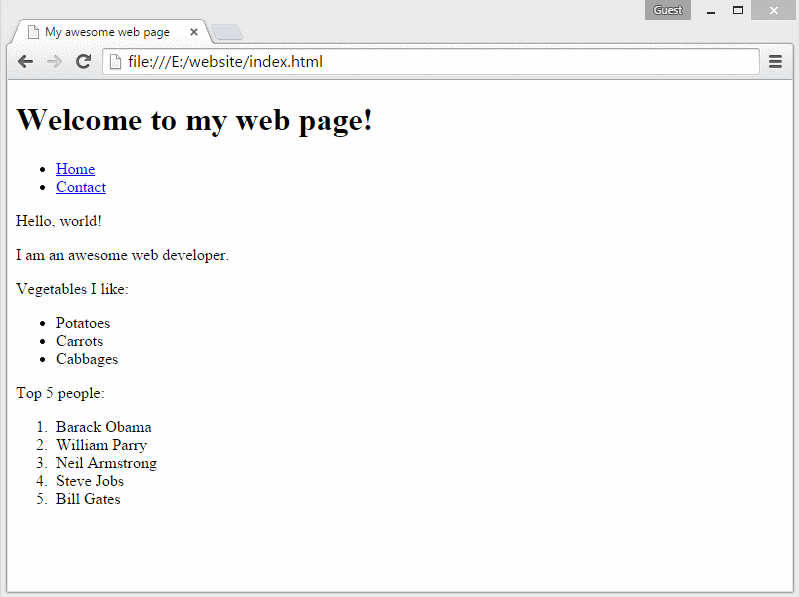 Guest
My awesome web page
file:///E:/website/index.html
Welcome to my web page!
• Home
• Contact
Hello, world!
I am an awesome web developer.
Vegetables I like:
• Potatoes
• Carrots
• Cabbages
Top 5 people:
1. Barack Obama
2. William Parry
3. Neil Armstrong
4. Steve Jobs
5. Bill Gates